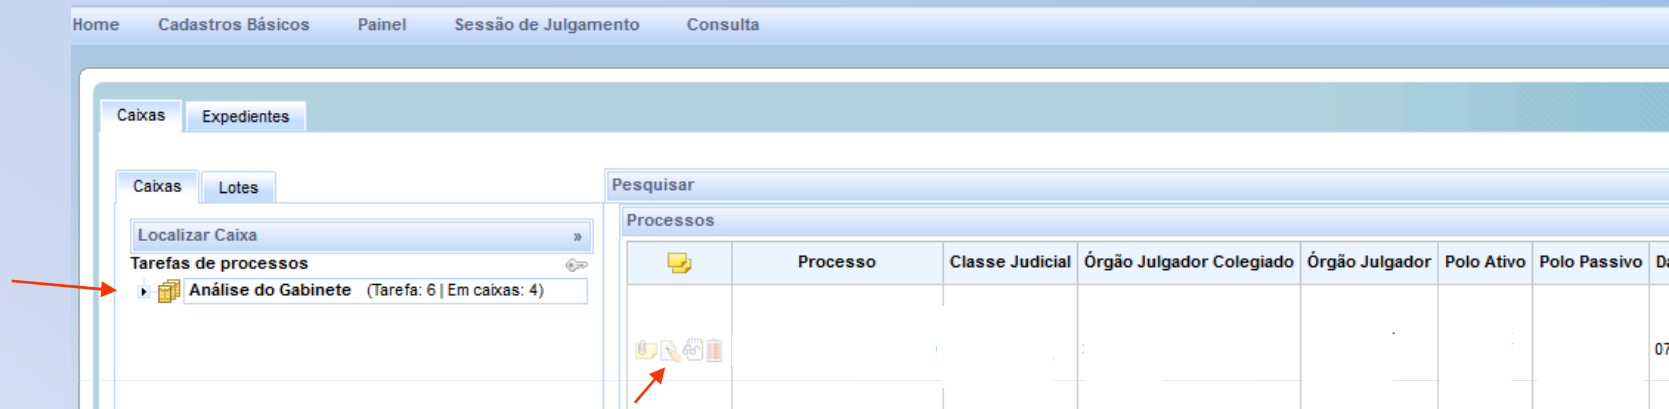 Home Cadastros Básicos Painel Sessão de Julgamento Consulta
Caixas Expedientes
Caixas Lotes
Pesquisar
Localizar Caixa »
Processos
Tarefas de processos
Processo Classe Judicial Órgão Julgador Colegiado Órgão Julgador Polo Ativo Polo Passivo Da
Análise do Gabinete (Tarefa: 6 | Em caixas: 4)
07